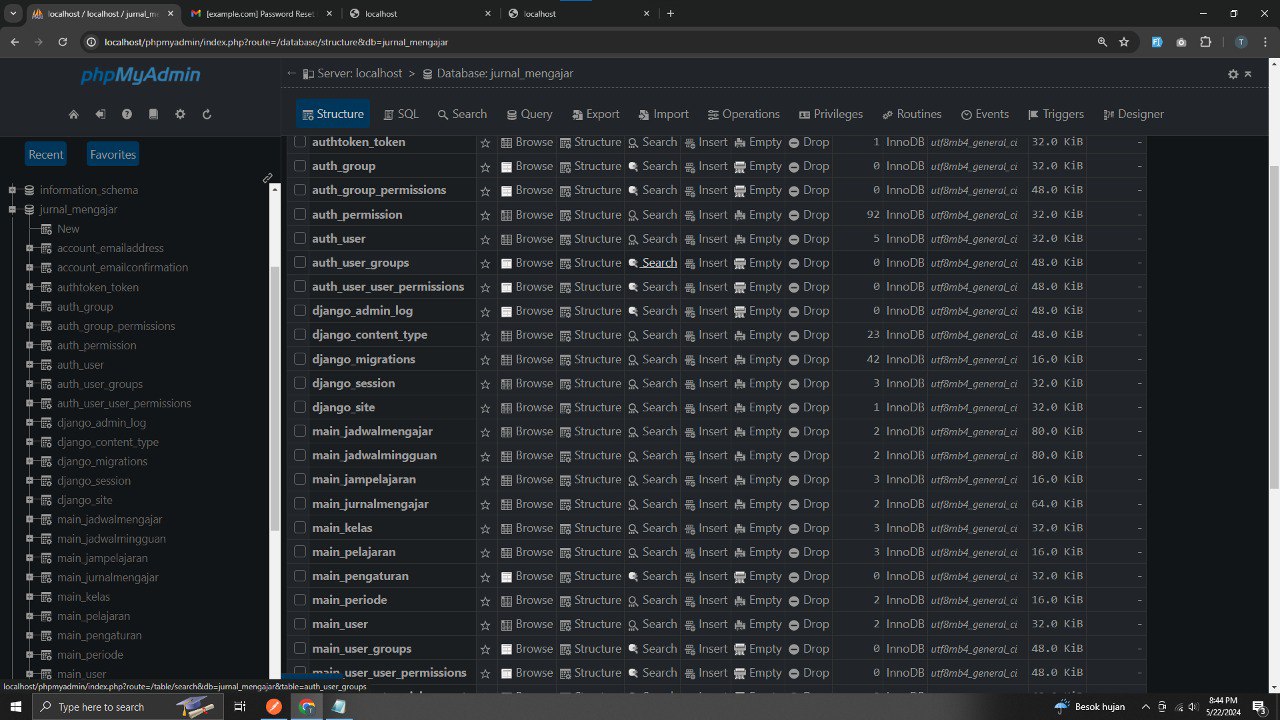 localhost / localhost / jurnal_m
[example.com] Password Reset
localhost
localhost
localhost/phpmyadmin/index.php?route=/database/structure&db=jurnal_mengajar
T
phpMyAdmin
Recent
Favorites
information_schema
jurnal_mengajar
New
account_emailaddress
account_emailconfirmation
authtoken_token
auth_group
auth_group_permissions
auth_permission
auth_user
auth_user_groups
auth_user_user_permissions
django_admin_log
django_content_type
django_migrations
django_session
django_site
main_jadwalmengajar
main_jadwalmingguan
main_jampelajaran
main_jurnalmengajar
main_kelas
main_pelajaran
main_pengaturan
main_periode
main_user
Server: localhost > Database: jurnal_mengajar
Structure SQL Search Query Export Import Operations Privileges Routines Events Triggers Designer
authtoken_token Browse Structure Search Insert Empty Drop 1 InnoDB utf8mb4_general_ci 32.0 KiB -
auth_group Browse Structure Search Insert Empty Drop 0 InnoDB utf8mb4_general_ci 32.0 KiB -
auth_group_permissions Browse Structure Search Insert Empty Drop 0 InnoDB utf8mb4_general_ci 48.0 KiB -
auth_permission Browse Structure Search Insert Empty Drop 92 InnoDB utf8mb4_general_ci 32.0 KiB -
auth_user Browse Structure Search Insert Empty Drop 5 InnoDB utf8mb4_general_ci 32.0 KiB -
auth_user_groups Browse Structure Search Insert Empty Drop 0 InnoDB utf8mb4_general_ci 48.0 KiB -
auth_user_user_permissions Browse Structure Search Insert Empty Drop 0 InnoDB utf8mb4_general_ci 48.0 KiB -
django_admin_log Browse Structure Search Insert Empty Drop 0 InnoDB utf8mb4_general_ci 48.0 KiB -
django_content_type Browse Structure Search Insert Empty Drop 23 InnoDB utf8mb4_general_ci 48.0 KiB -
django_migrations Browse Structure Search Insert Empty Drop 42 InnoDB utf8mb4_general_ci 16.0 KiB -
django_session Browse Structure Search Insert Empty Drop 3 InnoDB utf8mb4_general_ci 32.0 KiB -
django_site Browse Structure Search Insert Empty Drop 1 InnoDB utf8mb4_general_ci 32.0 KiB -
main_jadwalmengajar Browse Structure Search Insert Empty Drop 2 InnoDB utf8mb4_general_ci 80.0 KiB -
main_jadwalmingguan Browse Structure Search Insert Empty Drop 2 InnoDB utf8mb4_general_ci 80.0 KiB -
main_jampelajaran Browse Structure Search Insert Empty Drop 3 InnoDB utf8mb4_general_ci 16.0 KiB -
main_jurnalmengajar Browse Structure Search Insert Empty Drop 2 InnoDB utf8mb4_general_ci 64.0 KiB -
main_kelas Browse Structure Search Insert Empty Drop 3 InnoDB utf8mb4_general_ci 32.0 KiB -
main_pelajaran Browse Structure Search Insert Empty Drop 3 InnoDB utf8mb4_general_ci 16.0 KiB -
main_pengaturan Browse Structure Search Insert Empty Drop 0 InnoDB utf8mb4_general_ci 32.0 KiB -
main_periode Browse Structure Search Insert Empty Drop 2 InnoDB utf8mb4_general_ci 16.0 KiB -
main_user Browse Structure Search Insert Empty Drop 2 InnoDB utf8mb4_general_ci 32.0 KiB -
main_user_groups Browse Structure Search Insert Empty Drop 0 InnoDB utf8mb4_general_ci 48.0 KiB -
main_user_user_permissions Browse Structure Search Insert Empty Drop 0 InnoDB utf8mb4_general_ci 48.0 KiB -
localhost/phpmyadmin/index.php?route=/table/search&db=jurnal_mengajar&table=auth_user_groups
Type here to search
Besok hujan
8:44 PM
5/22/2024
3